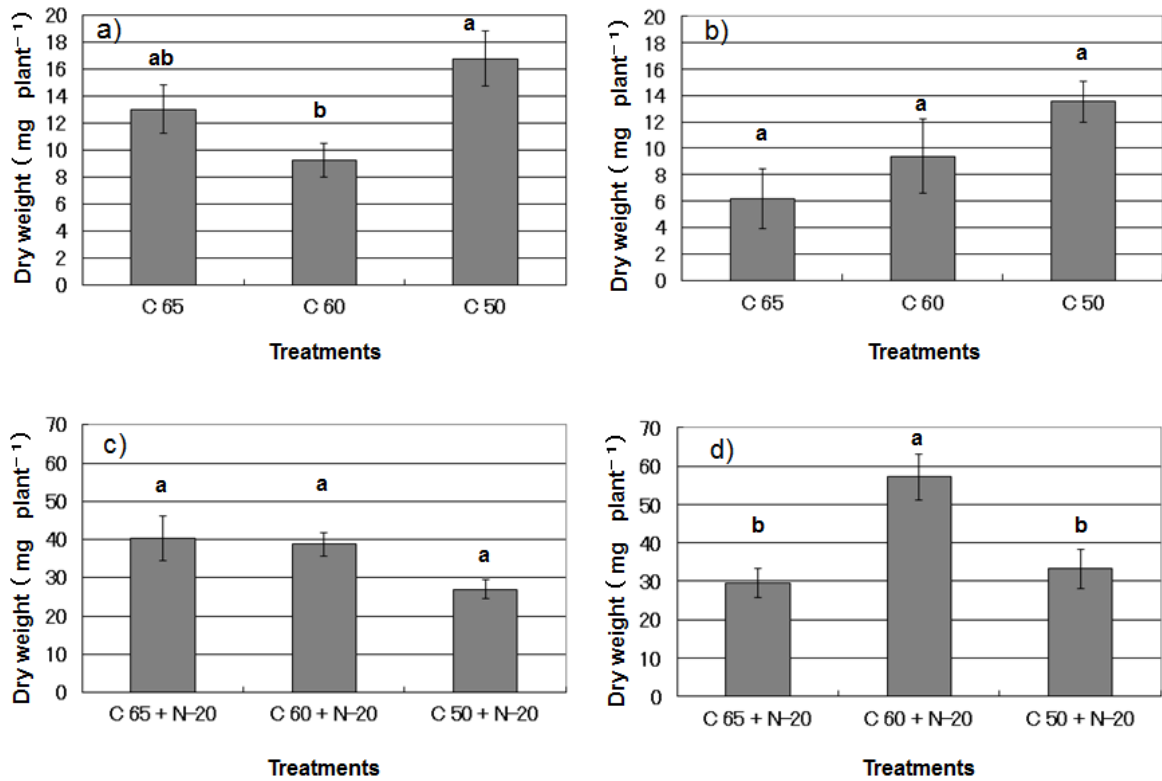 a)
Dry weight ( mg plant⁻¹)
20
18
16
14
12
10
8
6
4
2
0
ab
b
a
C 65 C 60 C 50
Treatments
b)
Dry weight ( mg plant⁻¹)
20
18
16
14
12
10
8
6
4
2
0
a
a
a
C 65 C 60 C 50
Treatments
c)
Dry weight ( mg plant⁻¹)
70
60
50
40
30
20
10
0
a
a
a
C 65 + N-20 C 60 + N-20 C 50 + N-20
Treatments
d)
Dry weight ( mg plant⁻¹)
70
60
50
40
30
20
10
0
b
a
b
C 65 + N-20 C 60 + N-20 C 50 + N-20
Treatments